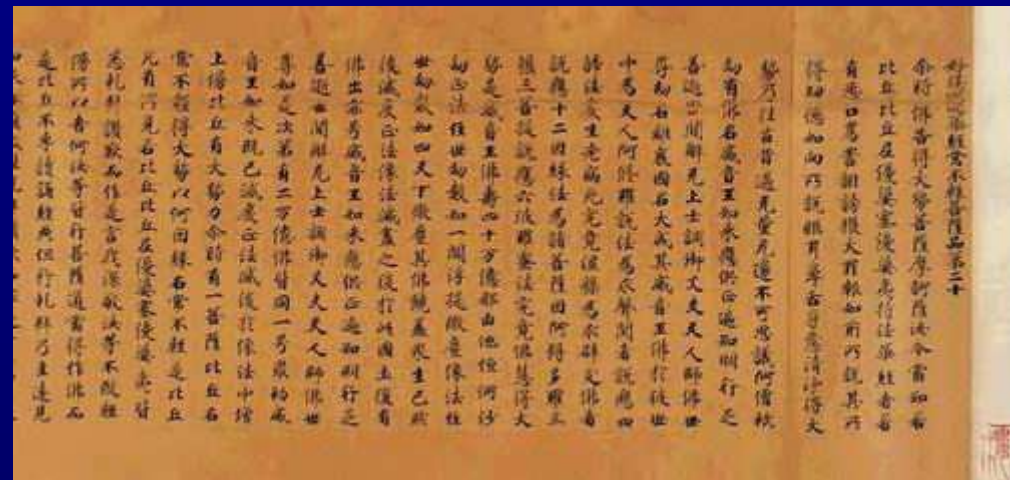 妙法蓮華經常不輕菩薩品第二十
尒時佛告得大勢菩薩摩訶薩汝今當知若
比丘比丘尼優婆塞優婆夷持法華經者若
有惡口罵詈誹謗獲大罪報如前所說其所
得功德如向所說眼耳鼻舌身意清淨得大
勢乃往古昔過无量无邊不可思議阿僧祇
劫有佛名威音王如來應供正遍知明行足
善逝世間解无上士調御丈夫天人師佛世
尊劫名離衰國名大成其威音王佛於彼世
中為天人阿修羅說法為求聲聞者說應四
諦法度生老病死究竟涅槃為求辟支佛者
說應十二因緣法為諸菩薩因阿耨多羅三
藐三菩提說應六波羅蜜法究竟佛慧得大
勢是威音王佛壽四十万億那由他恒河沙
劫正法住世劫數如一閻浮提微塵像法住
世劫數如四天下微塵其佛饒益眾生已然
後滅度正法像法滅盡之後於此國土復有
佛出亦号威音王如來應供正遍知明行足
善逝世間解无上士調御丈夫天人師佛世
尊如是次第有二万億佛皆同一号最初威
音王如來既已滅度正法滅後於像法中增
上慢比丘有大勢力尒時有一菩薩比丘名
常不輕得大勢以何因緣名常不輕是比丘
凡有所見若比丘比丘尼優婆塞優婆夷皆
悉礼拜讚歎而作是言我深敬汝等不敢輕
慢所以者何汝等皆行菩薩道當得作佛而
是比丘不專讀誦經典但行礼拜乃至遠見